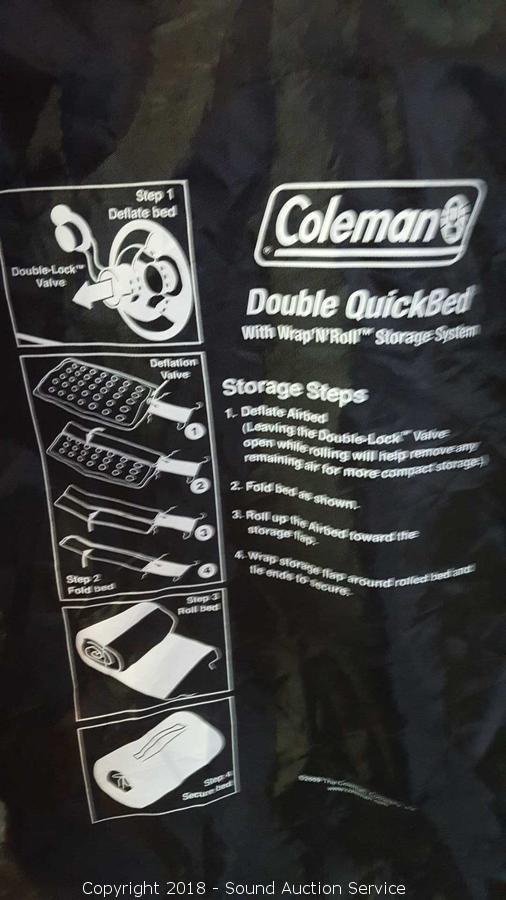 Step 1
Deflate bed
Double-Lock™
Valve
Coleman®
Double QuickBed®
With Wrap'N'Roll™ Storage System
Deflation
Valve
1
2
3
4
Step 2
Fold bed
Storage Steps
1. Deflate Airbed
(Leaving the Double-Lock™ Valve
open while rolling will help remove any
remaining air for more compact storage.)
2. Fold bed as shown.
3. Roll up the Airbed toward the
storage flap.
4. Wrap storage flap around rolled bed and
tie ends to secure.
Step 3
Roll bed
Step 4
Secure bed
The Coleman Company
Copyright 2018 - Sound Auction Service